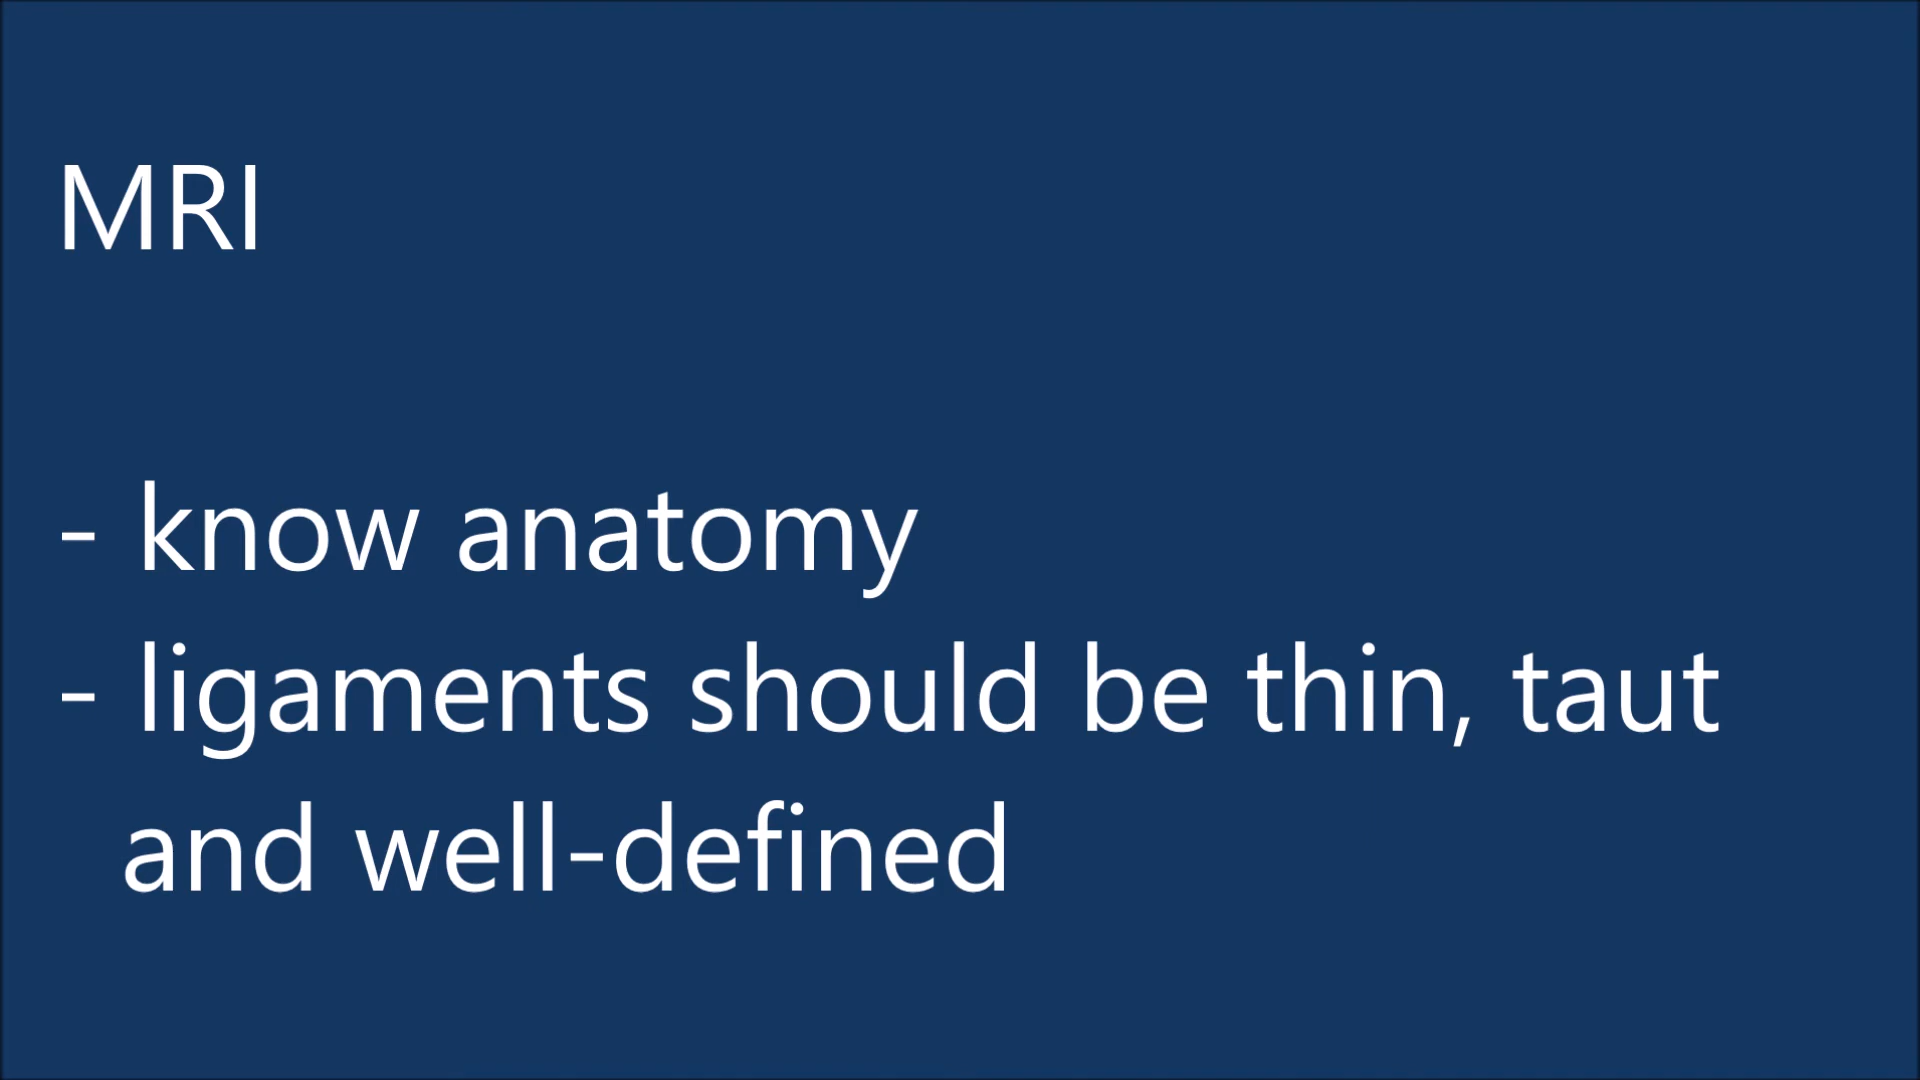 MRI
- know anatomy
- ligaments should be thin, taut
and well-defined